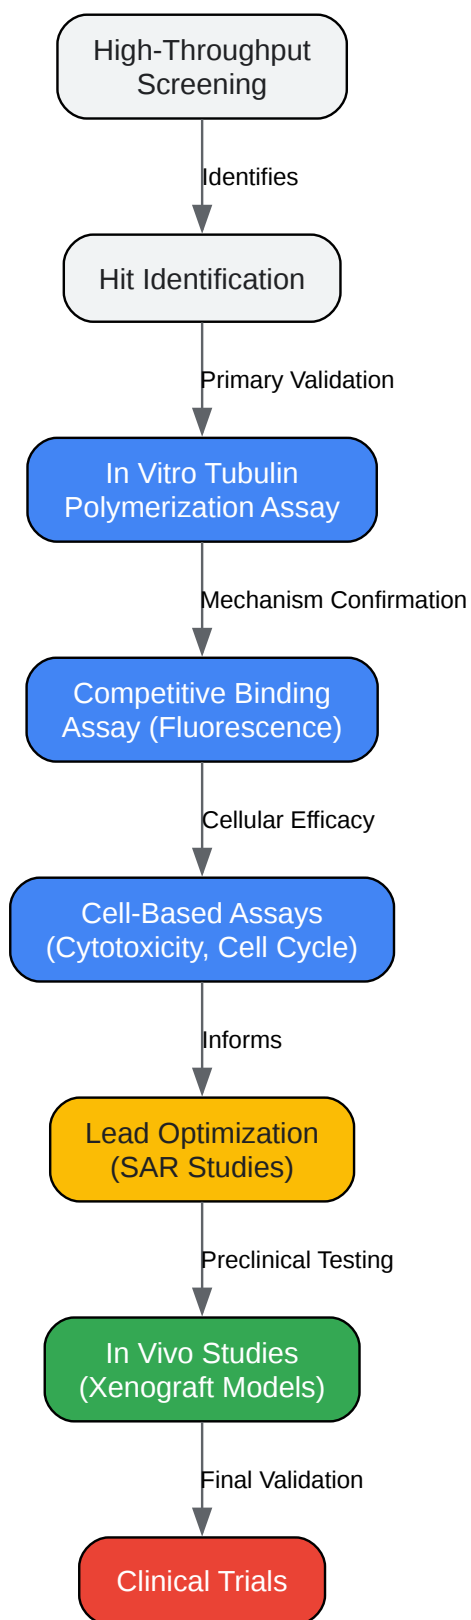 High-Throughput
Screening
Identifies
Hit Identification
Primary Validation
In Vitro Tubulin
Polymerization Assay
Mechanism Confirmation
Competitive Binding
Assay (Fluorescence)
Cellular Efficacy
Cell-Based Assays
(Cytotoxicity, Cell Cycle)
Informs
Lead Optimization
(SAR Studies)
Preclinical Testing
In Vivo Studies
(Xenograft Models)
Final Validation
Clinical Trials